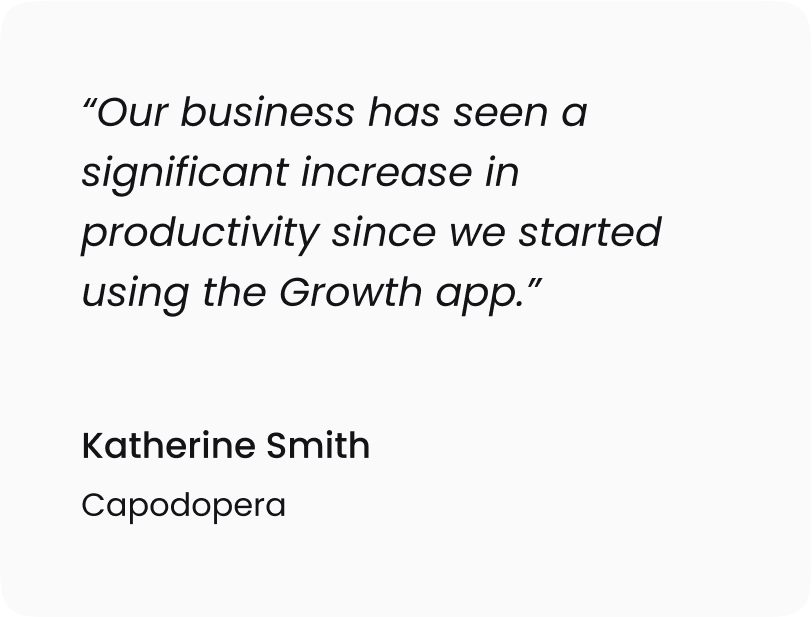 “Our business has seen a
significant increase in
productivity since we started
using the Growth app.”
Katherine Smith
Capodopera